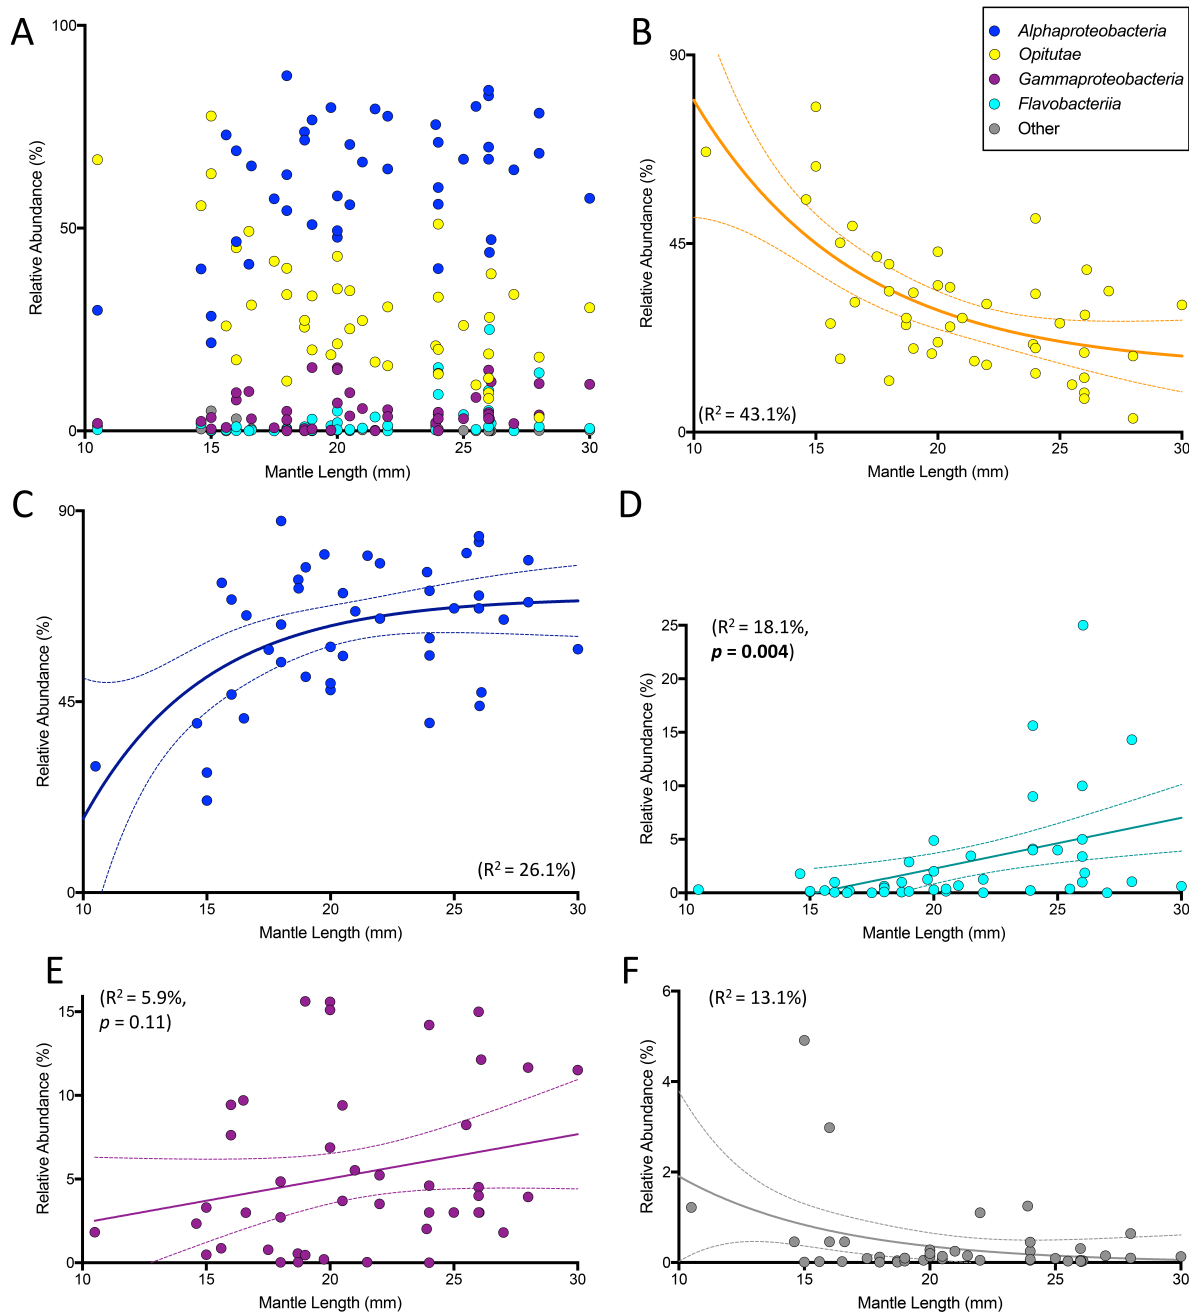 A
100
50
0
10
15
20
25
30
Relative Abundance (%)
Mantle Length (mm)
B
90
45
0
10
15
20
25
30
Relative Abundance (%)
Mantle Length (mm)
(R2 = 43.1%)
Alphaproteobacteria
Opitutae
Gammaproteobacteria
Flavobacteriia
Other
C
90
45
0
10
15
20
25
30
Relative Abundance (%)
Mantle Length (mm)
(R2 = 26.1%)
D
(R2 = 18.1%,
p = 0.004)
25
20
15
10
5
0
10
15
20
25
30
Relative Abundance (%)
Mantle Length (mm)
E
(R2 = 5.9%,
p = 0.11)
15
10
5
0
10
15
20
25
30
Relative Abundance (%)
Mantle Length (mm)
F
(R2 = 13.1%)
6
4
2
0
10
15
20
25
30
Relative Abundance (%)
Mantle Length (mm)